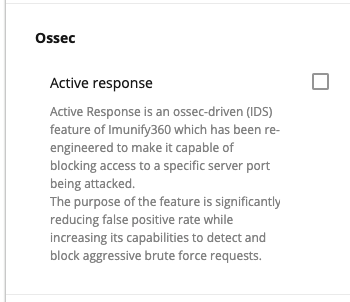 Ossec
Active response
Active Response is an ossec-driven (IDS)
feature of Imunify360 which has been re-
engineered to make it capable of
blocking access to a specific server port
being attacked.
The purpose of the feature is significantly
reducing false positive rate while
increasing its capabilities to detect and
block aggressive brute force requests.